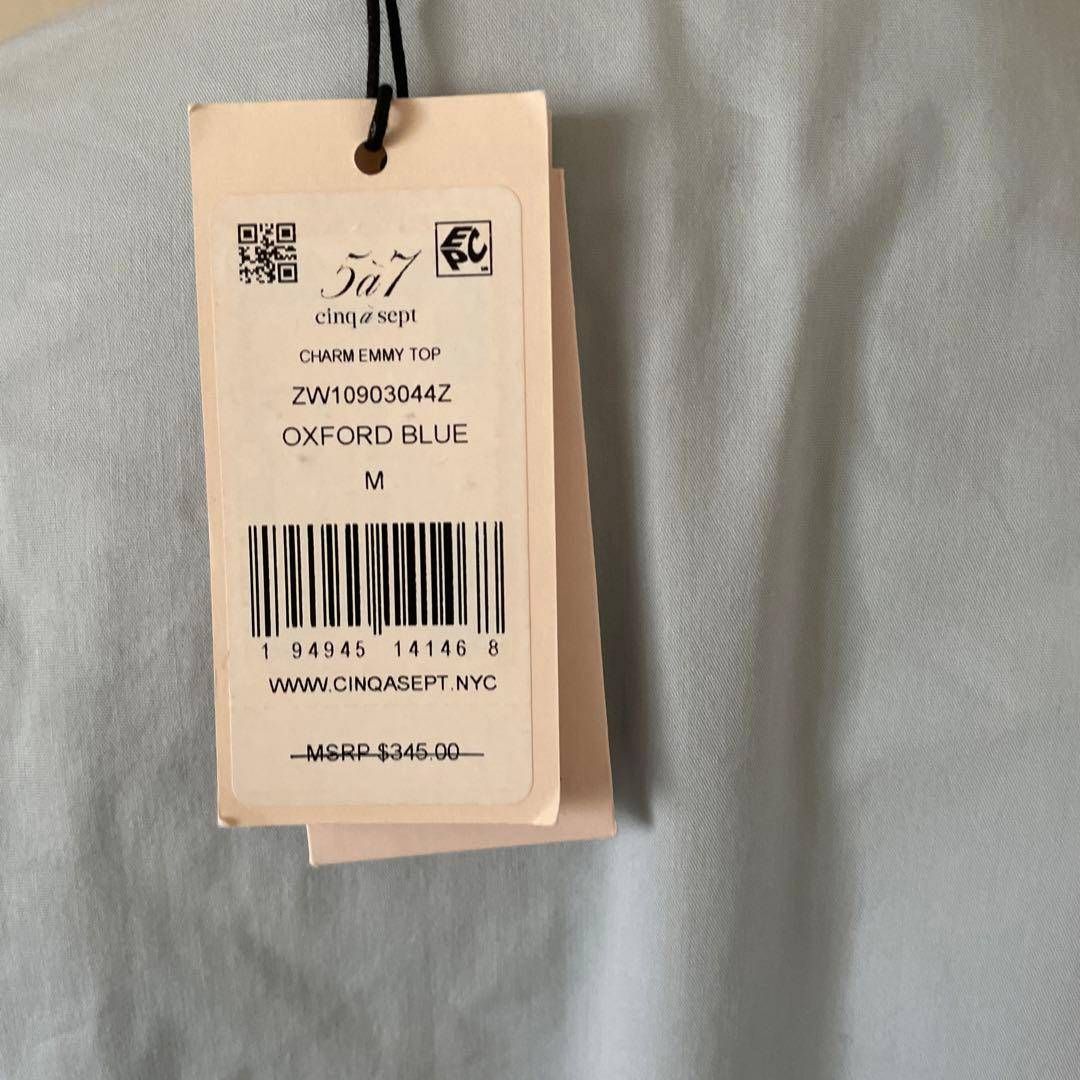 EPC
5à7
cinq à sept
CHARM EMMY TOP
ZW10903044Z
OXFORD BLUE
M
1 94945 14146 8
WWW.CINQASEPT.NYC
MSRP $345.00